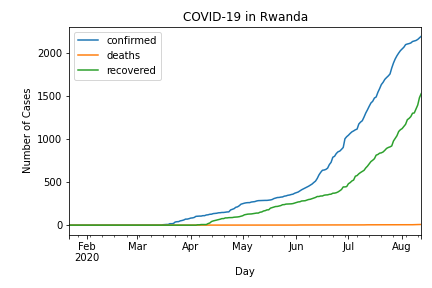 COVID-19 in Rwanda
confirmed
deaths
recovered
Number of Cases
2000
1500
1000
500
0
Feb Mar Apr May Jun Jul Aug
2020
Day